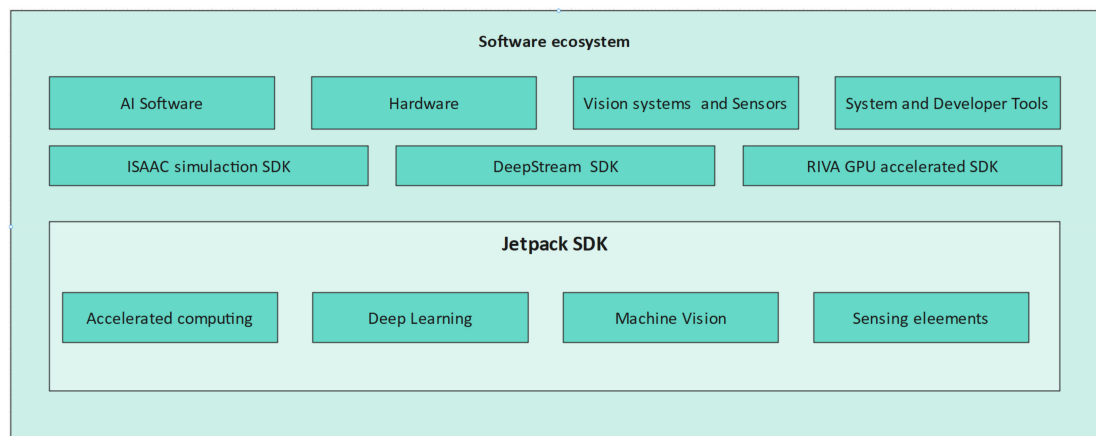 Software ecosystem
AI Software
Hardware
Vision systems and Sensors
System and Developer Tools
ISAAC simulaction SDK
DeepStream SDK
RIVA GPU accelerated SDK
Jetpack SDK
Accelerated computing
Deep Learning
Machine Vision
Sensing eleements